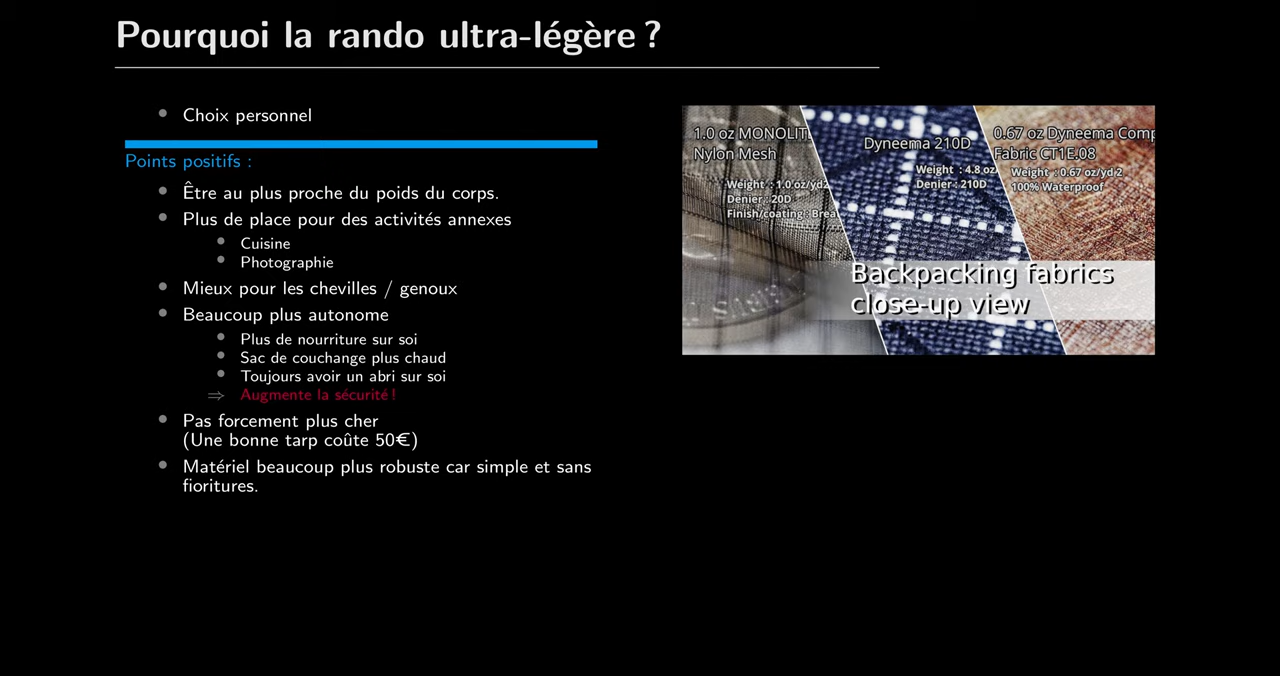 Pourquoi la rando ultra-légère ?
Choix personnel
Points positifs :
Être au plus proche du poids du corps.
Plus de place pour des activités annexes
Cuisine
Photographie
Mieux pour les chevilles / genoux
Beaucoup plus autonome
Plus de nourriture sur soi
Sac de couchange plus chaud
Toujours avoir un abri sur soi
⇒ Augmente la sécurité !
Pas forcement plus cher
(Une bonne tarp coûte 50€)
Matériel beaucoup plus robuste car simple et sans
fioritures.
1.0 oz MONOLIT
Nylon Mesh
Weight : 1.0 oz/yd2
Denier : 20D
Finish/coating : Brea
Dyneema 210D
Weight : 4.8 oz/
Denier : 210D
0.67 oz Dyneema Comp
Fabric CT1E.08
Weight : 0.67 oz/yd2
100% Waterproof
Backpacking fabrics
close-up view